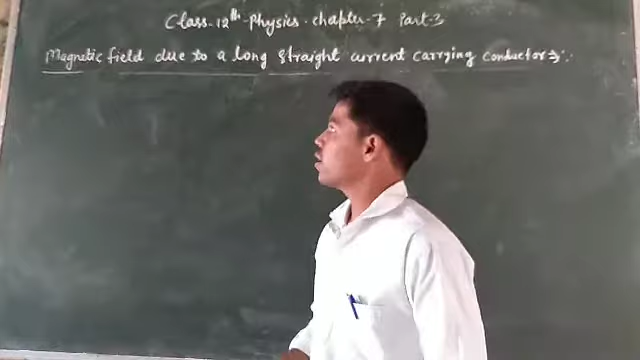 Class-12th-Physics-chapter-7 Part-3
Magnetic field due to a long straight current carrying conductor⇒:-